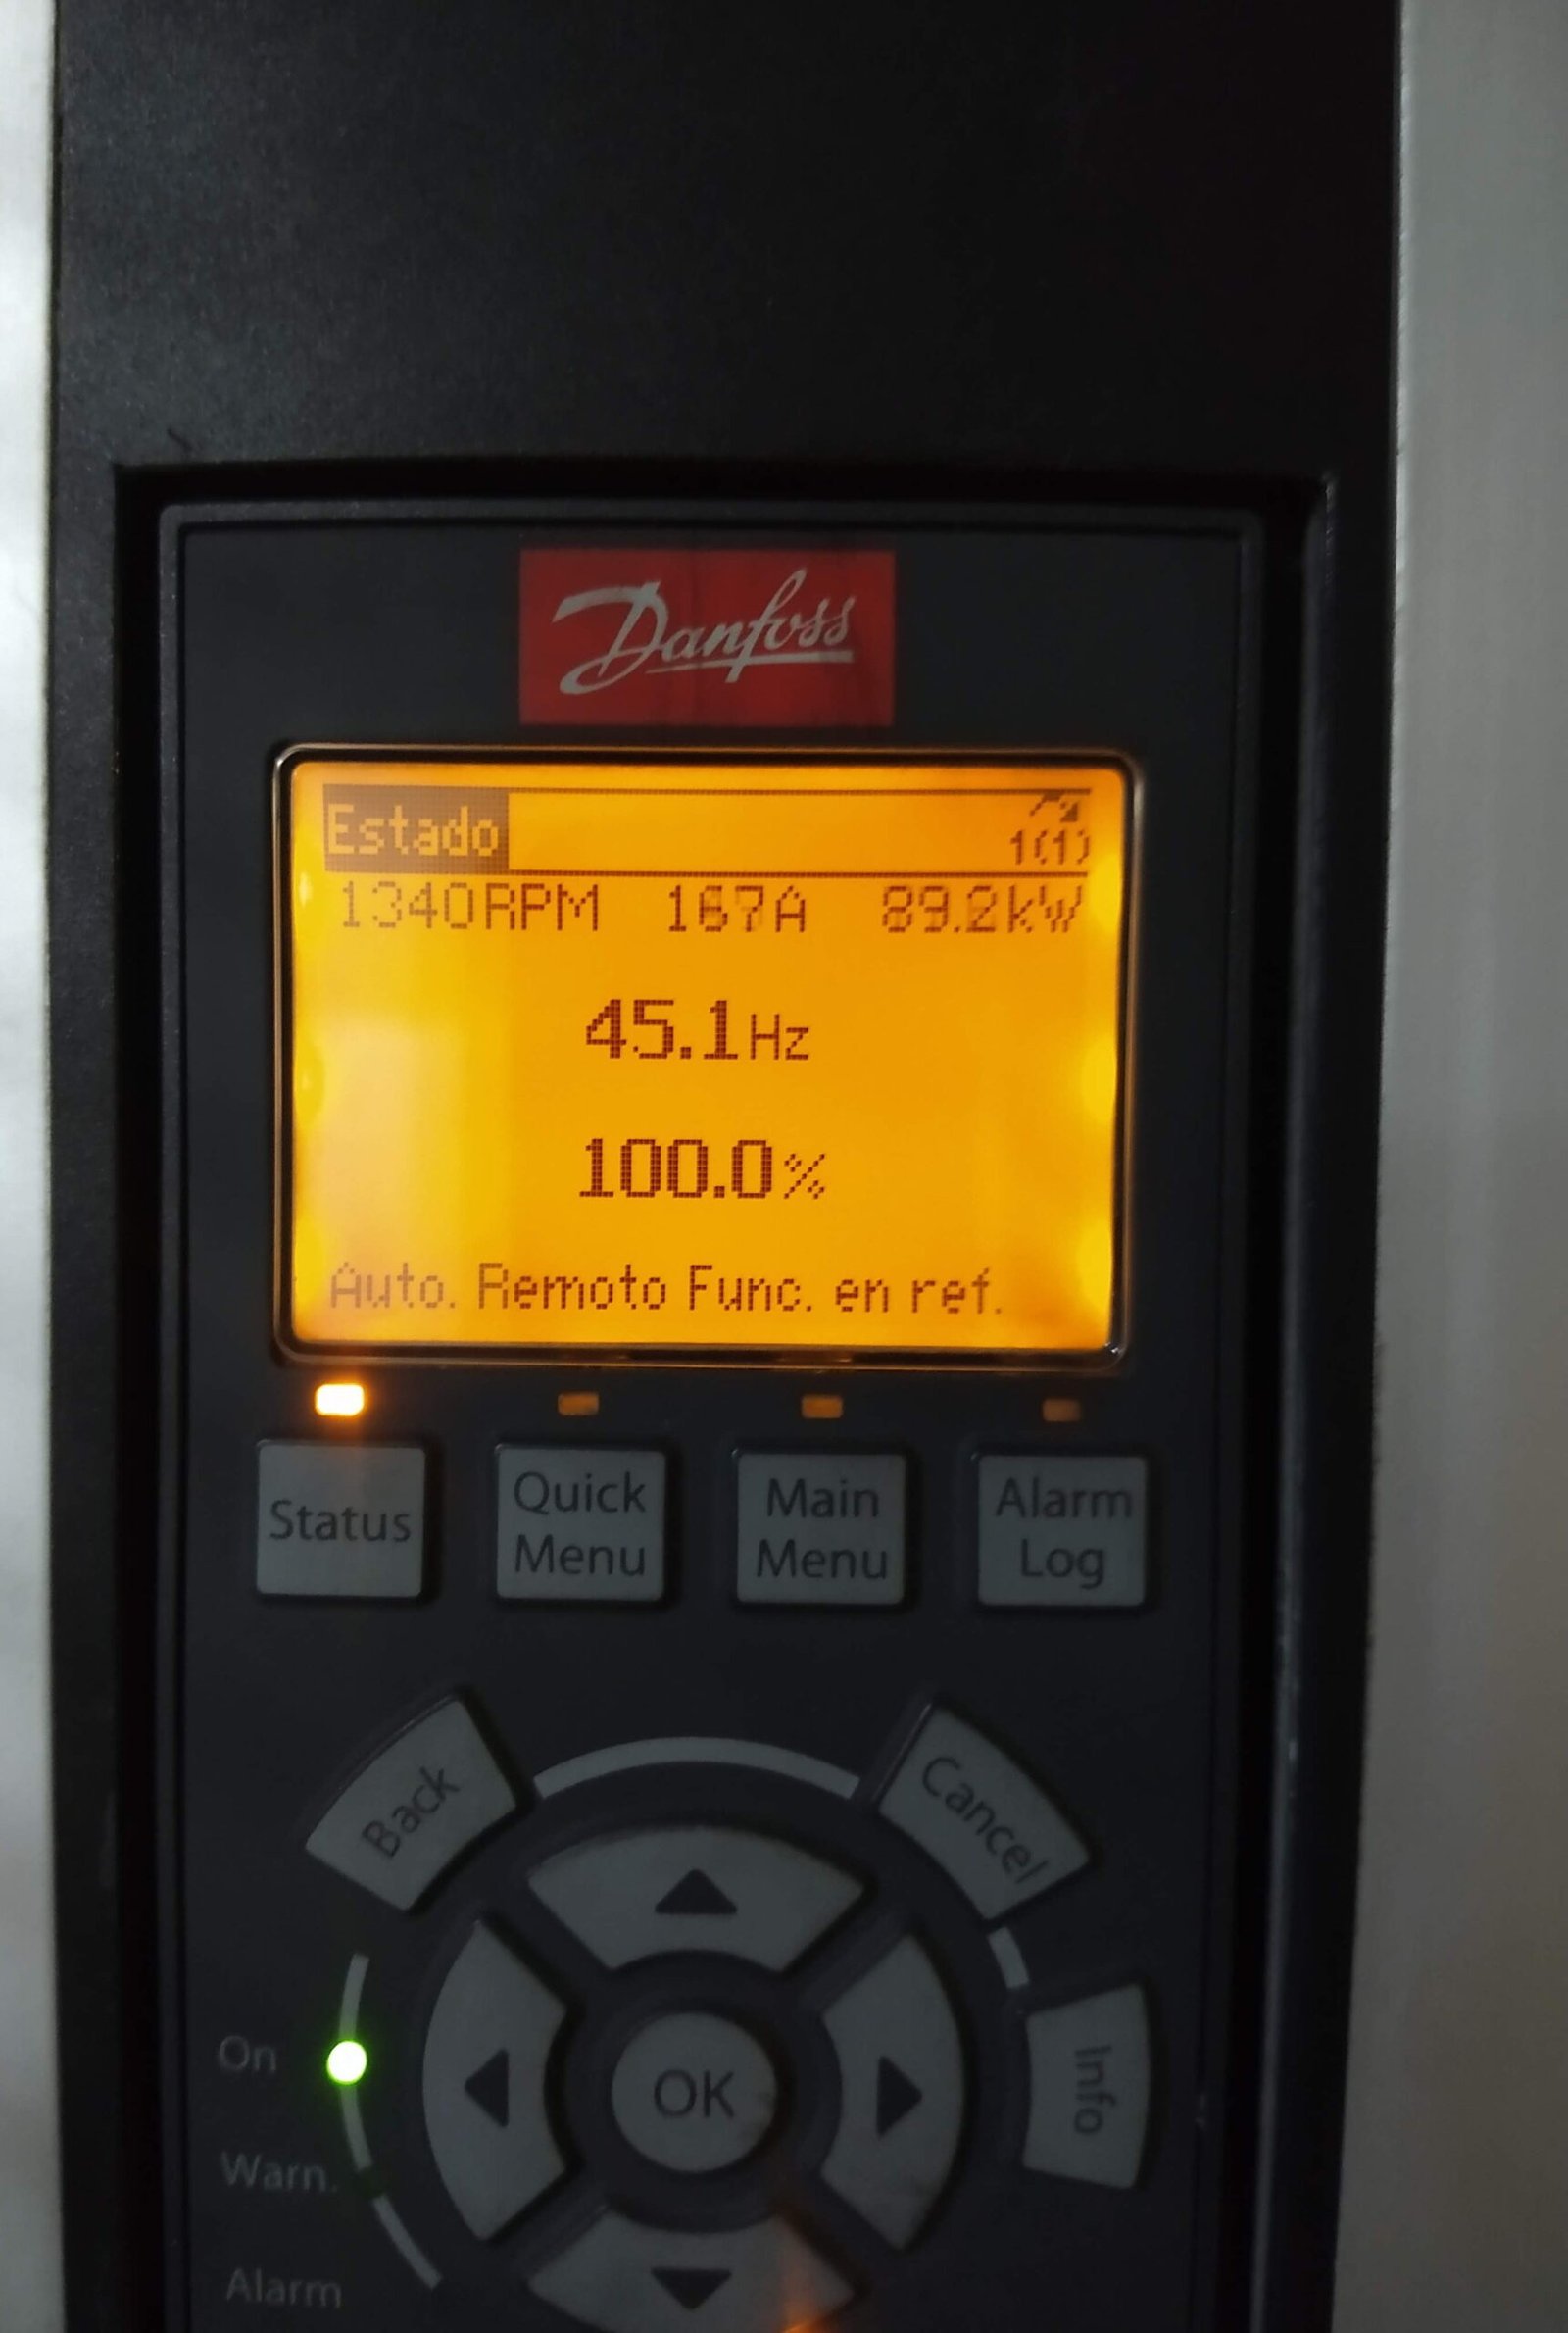 Danfoss
Estado
1(1)
1340RPM 167A 89.2kW
45.1Hz
100.0%
Auto. Remoto Func. en ref.
Status Quick Menu Main Menu Alarm Log
Back Cancel
Info
On
OK
Warn.
Alarm